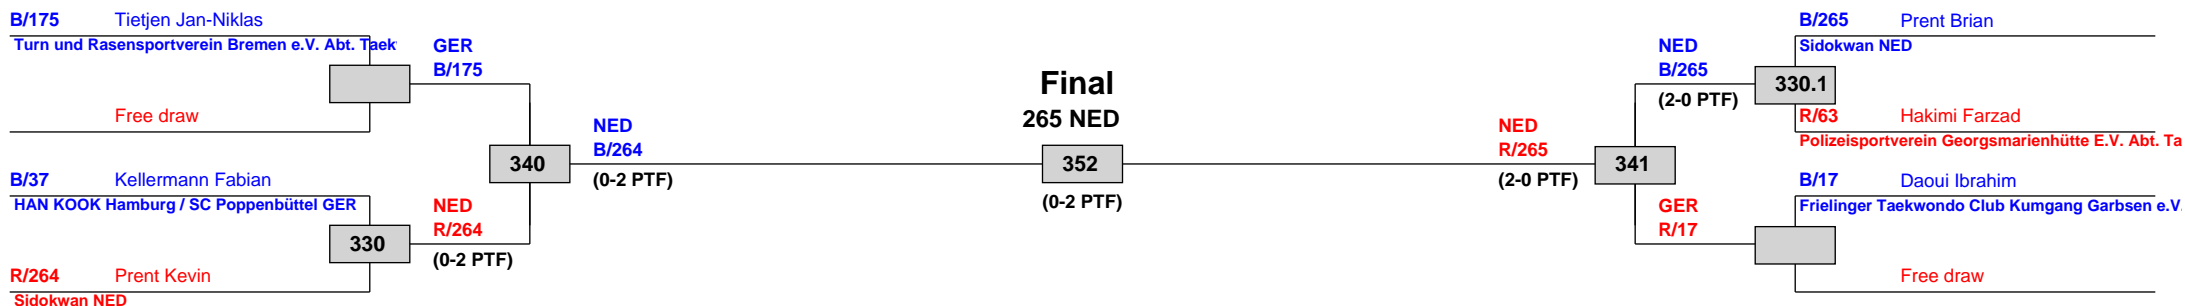 B/175 Tietjen Jan-Niklas
Turn und Rasensportverein Bremen e.V. Abt. Taek
Free draw
GER
B/175
B/37 Kellermann Fabian
HAN KOOK Hamburg / SC Poppenbüttel GER
330
R/264 Prent Kevin
Sidokwan NED
NED
R/264
(0-2 PTF)
340
NED
B/264
(0-2 PTF)
Final
265 NED
352
(0-2 PTF)
NED
R/265
(2-0 PTF)
341
NED
B/265
(2-0 PTF)
GER
R/17
B/265 Prent Brian
Sidokwan NED
330.1
R/63 Hakimi Farzad
Polizeisportverein Georgsmarienhütte E.V. Abt. Ta
B/17 Daoui Ibrahim
Frielinger Taekwondo Club Kumgang Garbsen e.V.
Free draw